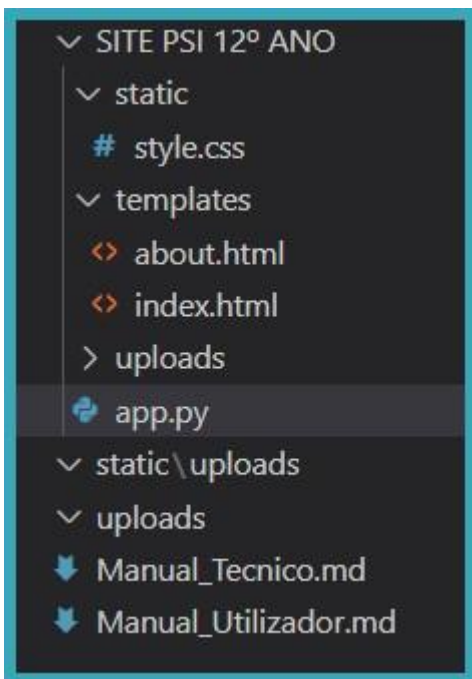 SITE PSI 12º ANO
static
# style.css
templates
<> about.html
<> index.html
uploads
app.py
static\uploads
uploads
Manual_Tecnico.md
Manual_Utilizador.md